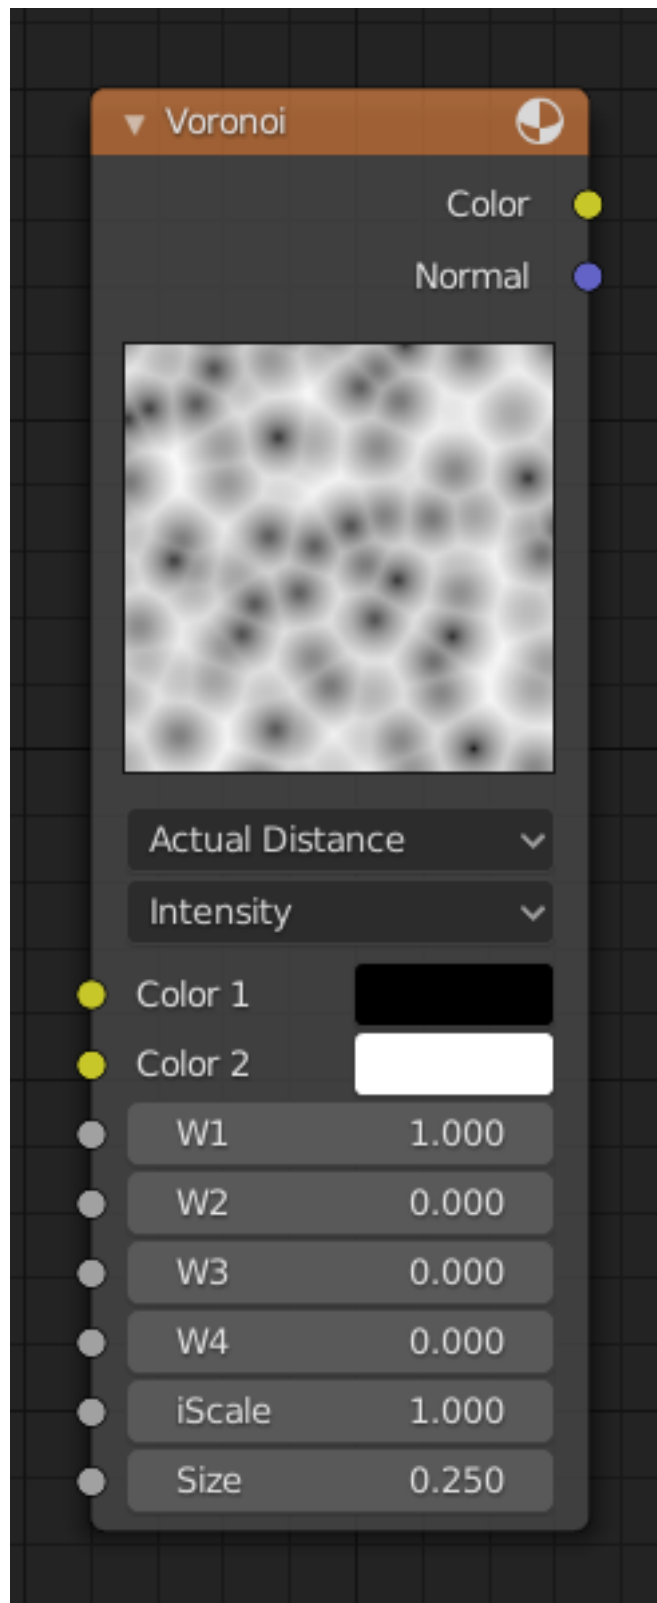 Voronoi
Color
Normal
Actual Distance
Intensity
Color 1
Color 2
W1 1.000
W2 0.000
W3 0.000
W4 0.000
iScale 1.000
Size 0.250